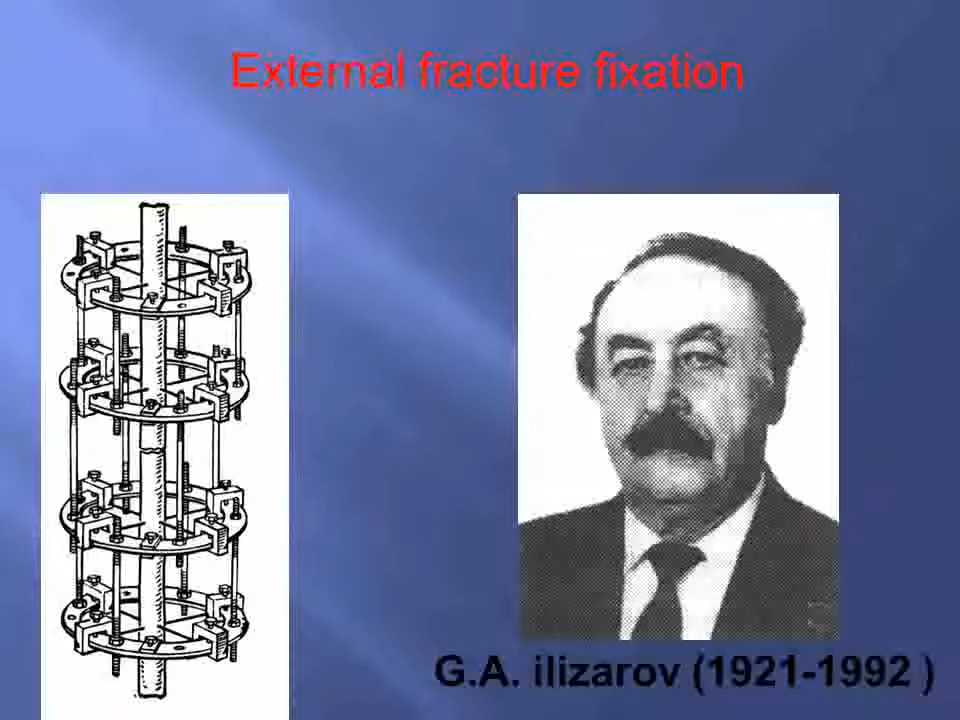 External fracture fixation
G.A. ilizarov (1921-1992 )